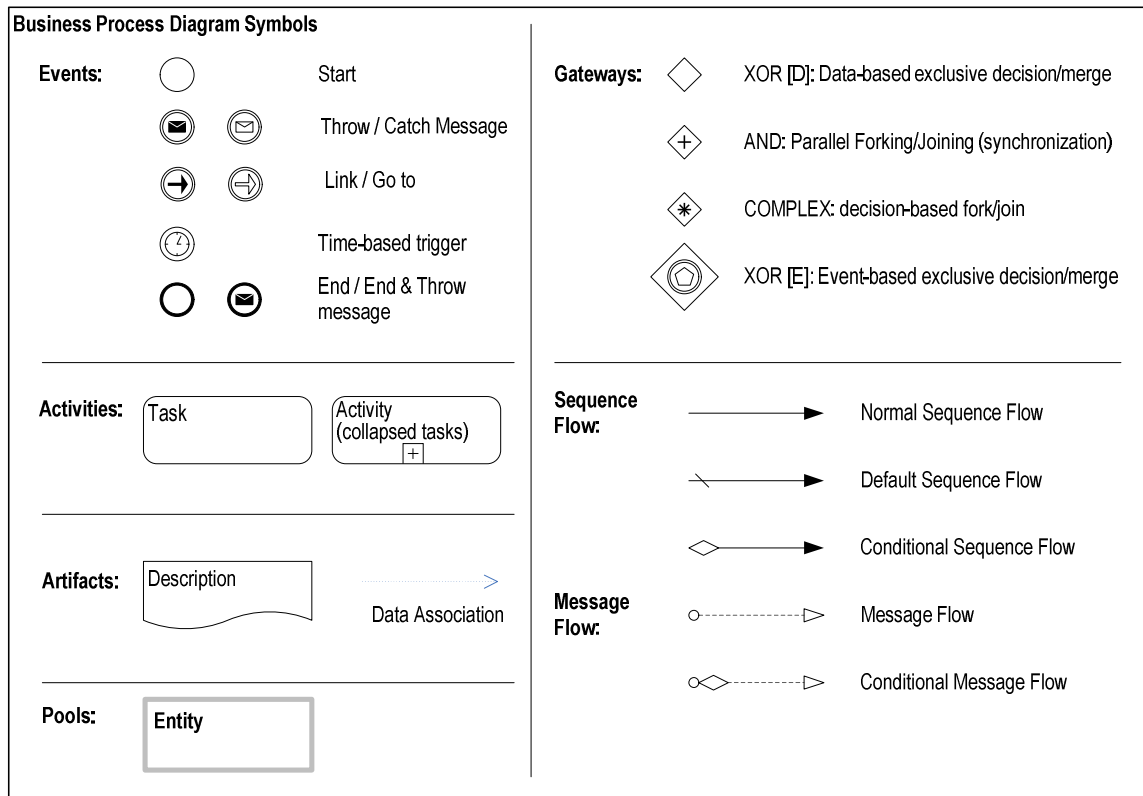 Business Process Diagram Symbols
Events:
Start
Throw / Catch Message
Link / Go to
Time-based trigger
End / End & Throw
message
Activities:
Task
Activity
(collapsed tasks)
Artifacts:
Description
Data Association
Pools:
Entity
Gateways:
XOR [D]: Data-based exclusive decision/merge
AND: Parallel Forking/Joining (synchronization)
COMPLEX: decision-based fork/join
XOR [E]: Event-based exclusive decision/merge
Sequence
Flow:
Normal Sequence Flow
Default Sequence Flow
Conditional Sequence Flow
Message
Flow:
Message Flow
Conditional Message Flow